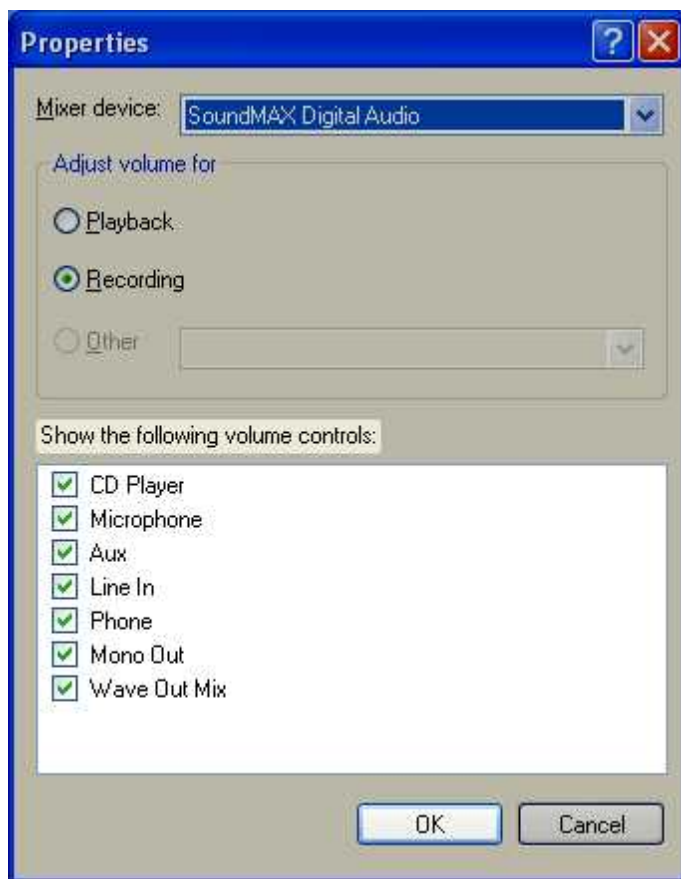 Properties
Mixer device: SoundMAX Digital Audio
Adjust volume for
Playback
Recording
Other
Show the following volume controls:
CD Player
Microphone
Aux
Line In
Phone
Mono Out
Wave Out Mix
OK Cancel